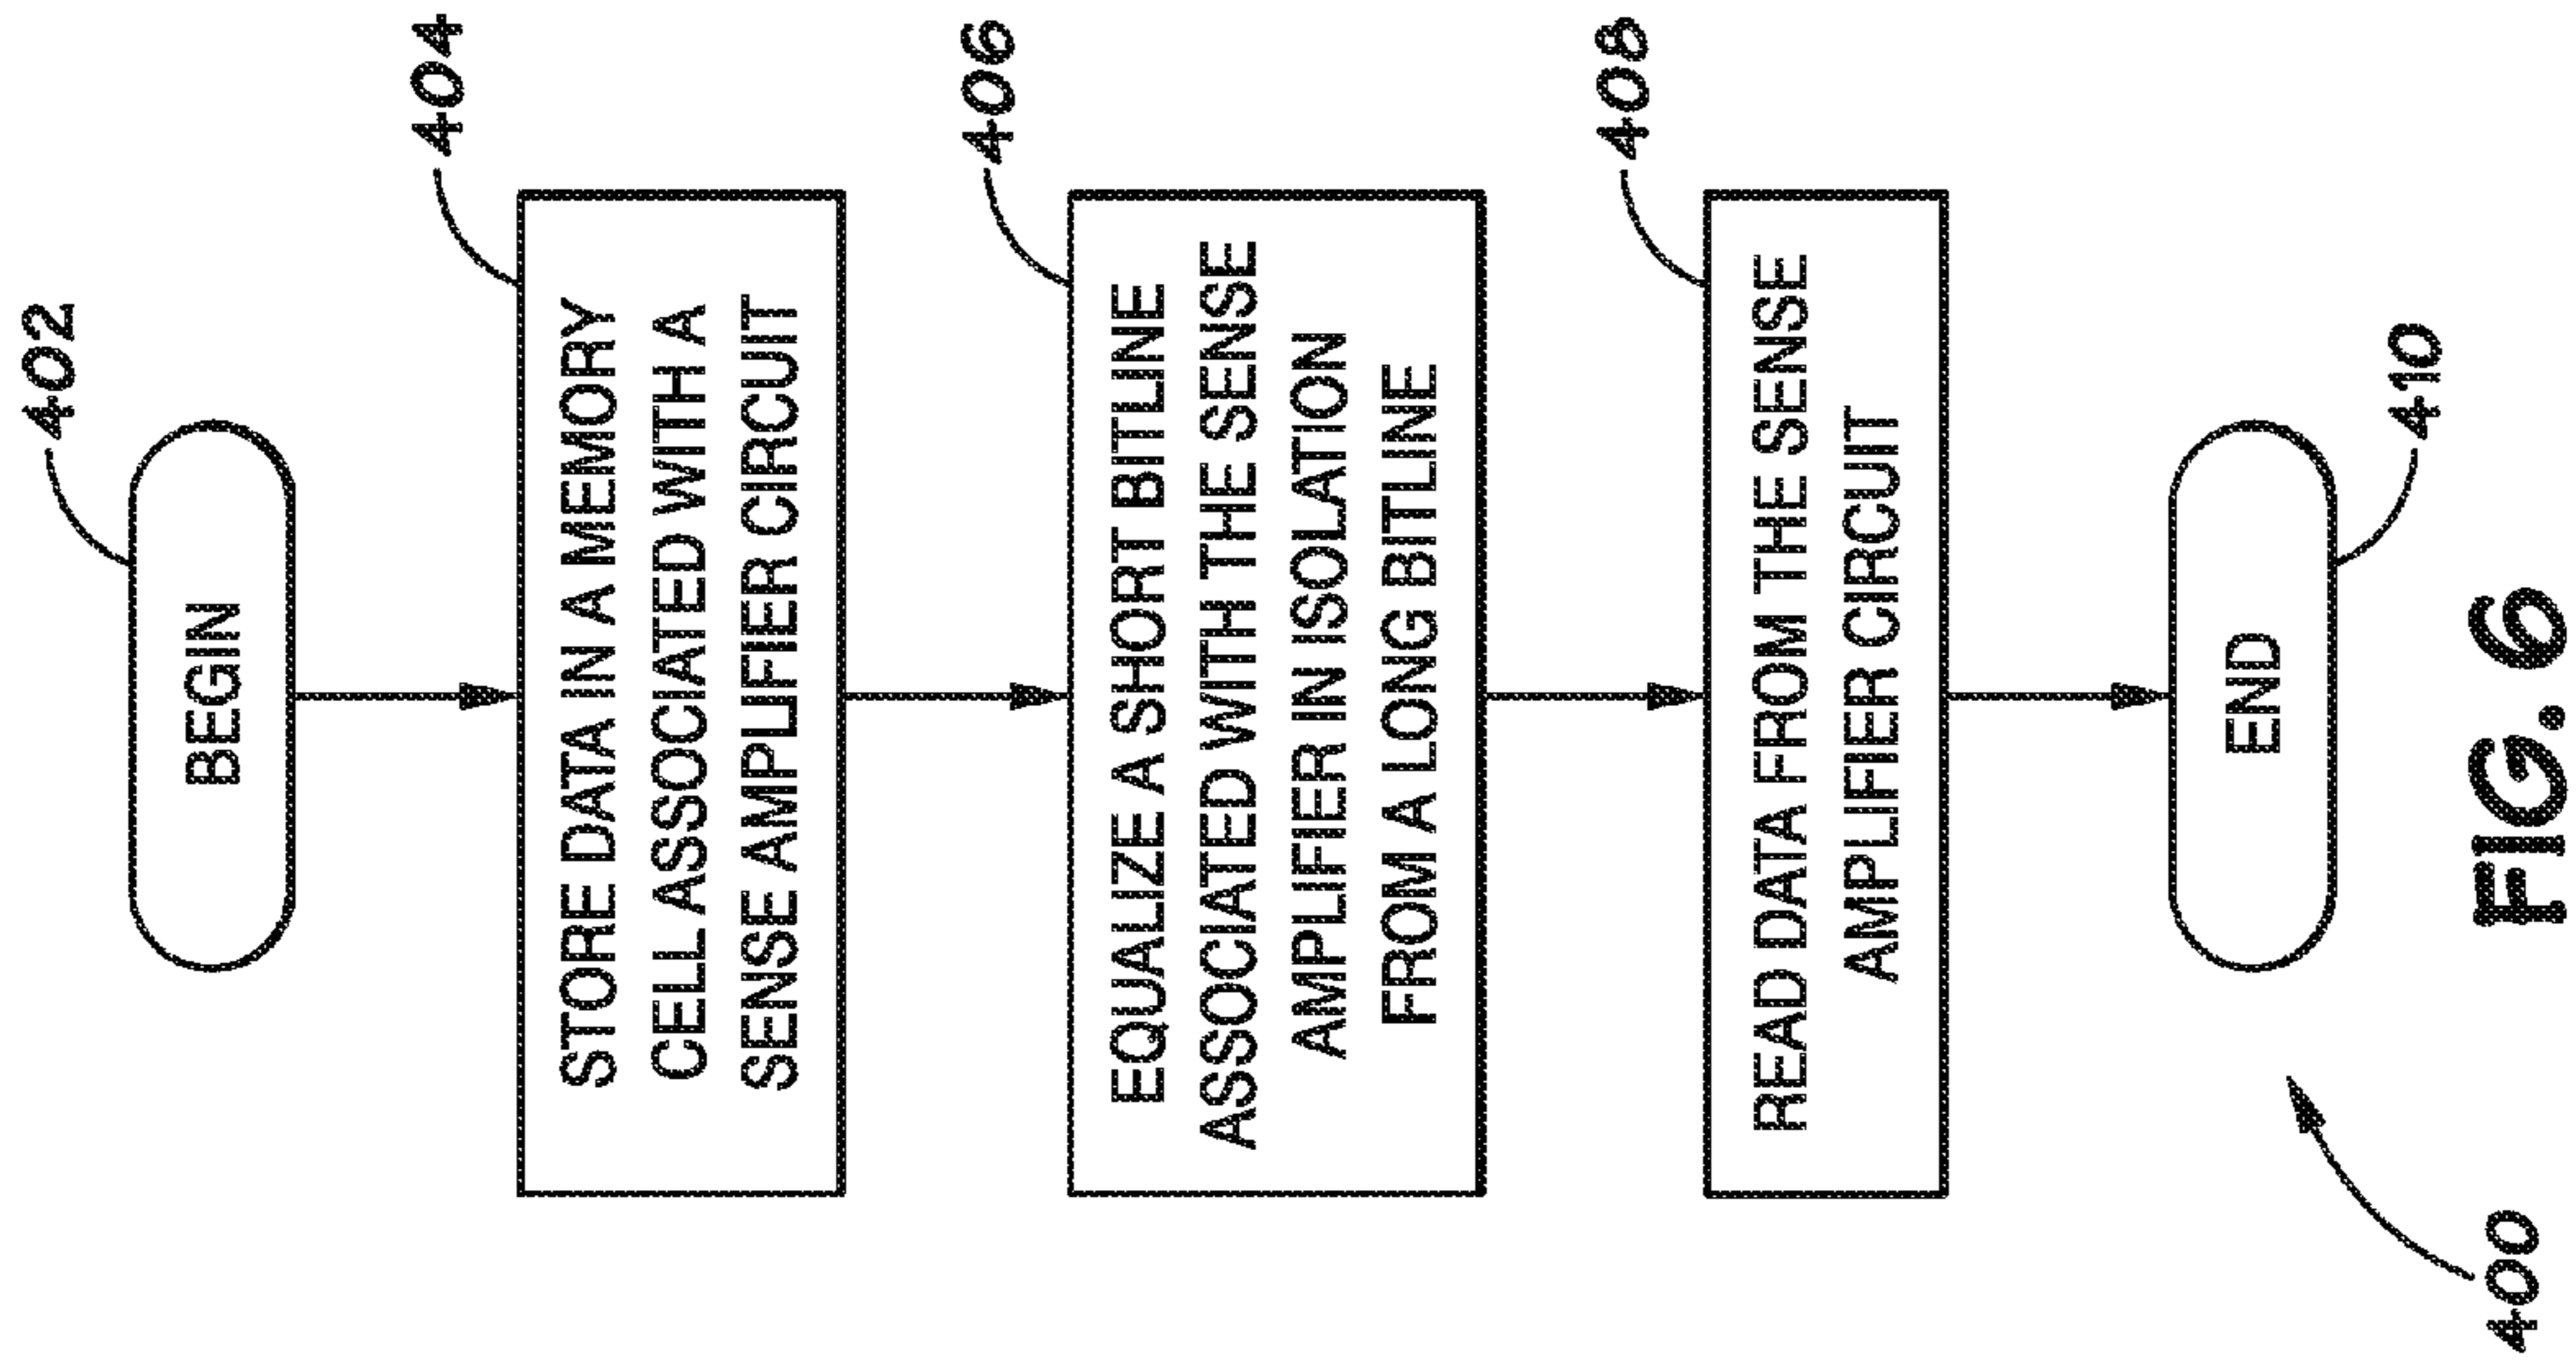 402
BEGIN
404
STORE DATA IN A MEMORY
CELL ASSOCIATED WITH A
SENSE AMPLIFIER CIRCUIT
406
EQUALIZE A SHORT BITLINE
ASSOCIATED WITH THE SENSE
AMPLIFIER IN ISOLATION
FROM A LONG BITLINE
408
READ DATA FROM THE SENSE
AMPLIFIER CIRCUIT
END
410
400
FIG. 6